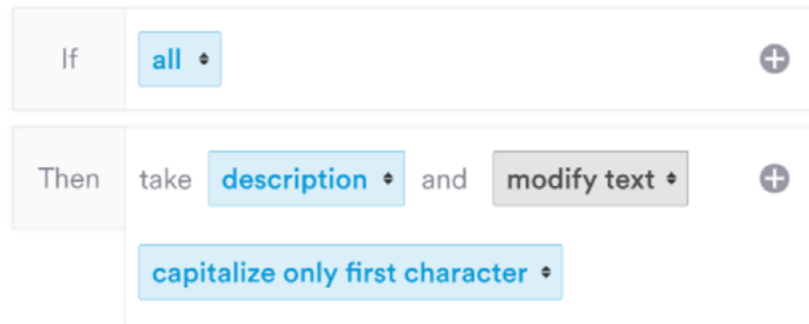 If all
Then take description and modify text
capitalize only first character